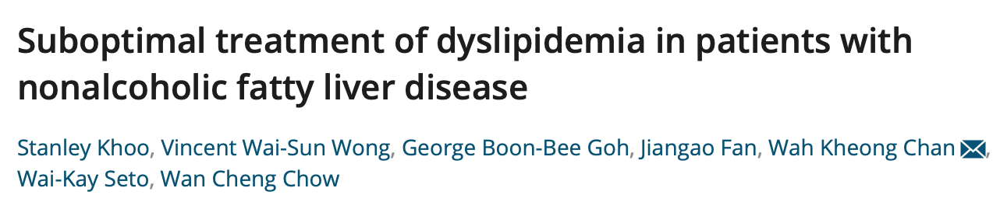 Suboptimal treatment of dyslipidemia in patients with
nonalcoholic fatty liver disease
Stanley Khoo, Vincent Wai-Sun Wong, George Boon-Bee Goh, Jiangao Fan, Wah Kheong Chan,
Wai-Kay Seto, Wan Cheng Chow